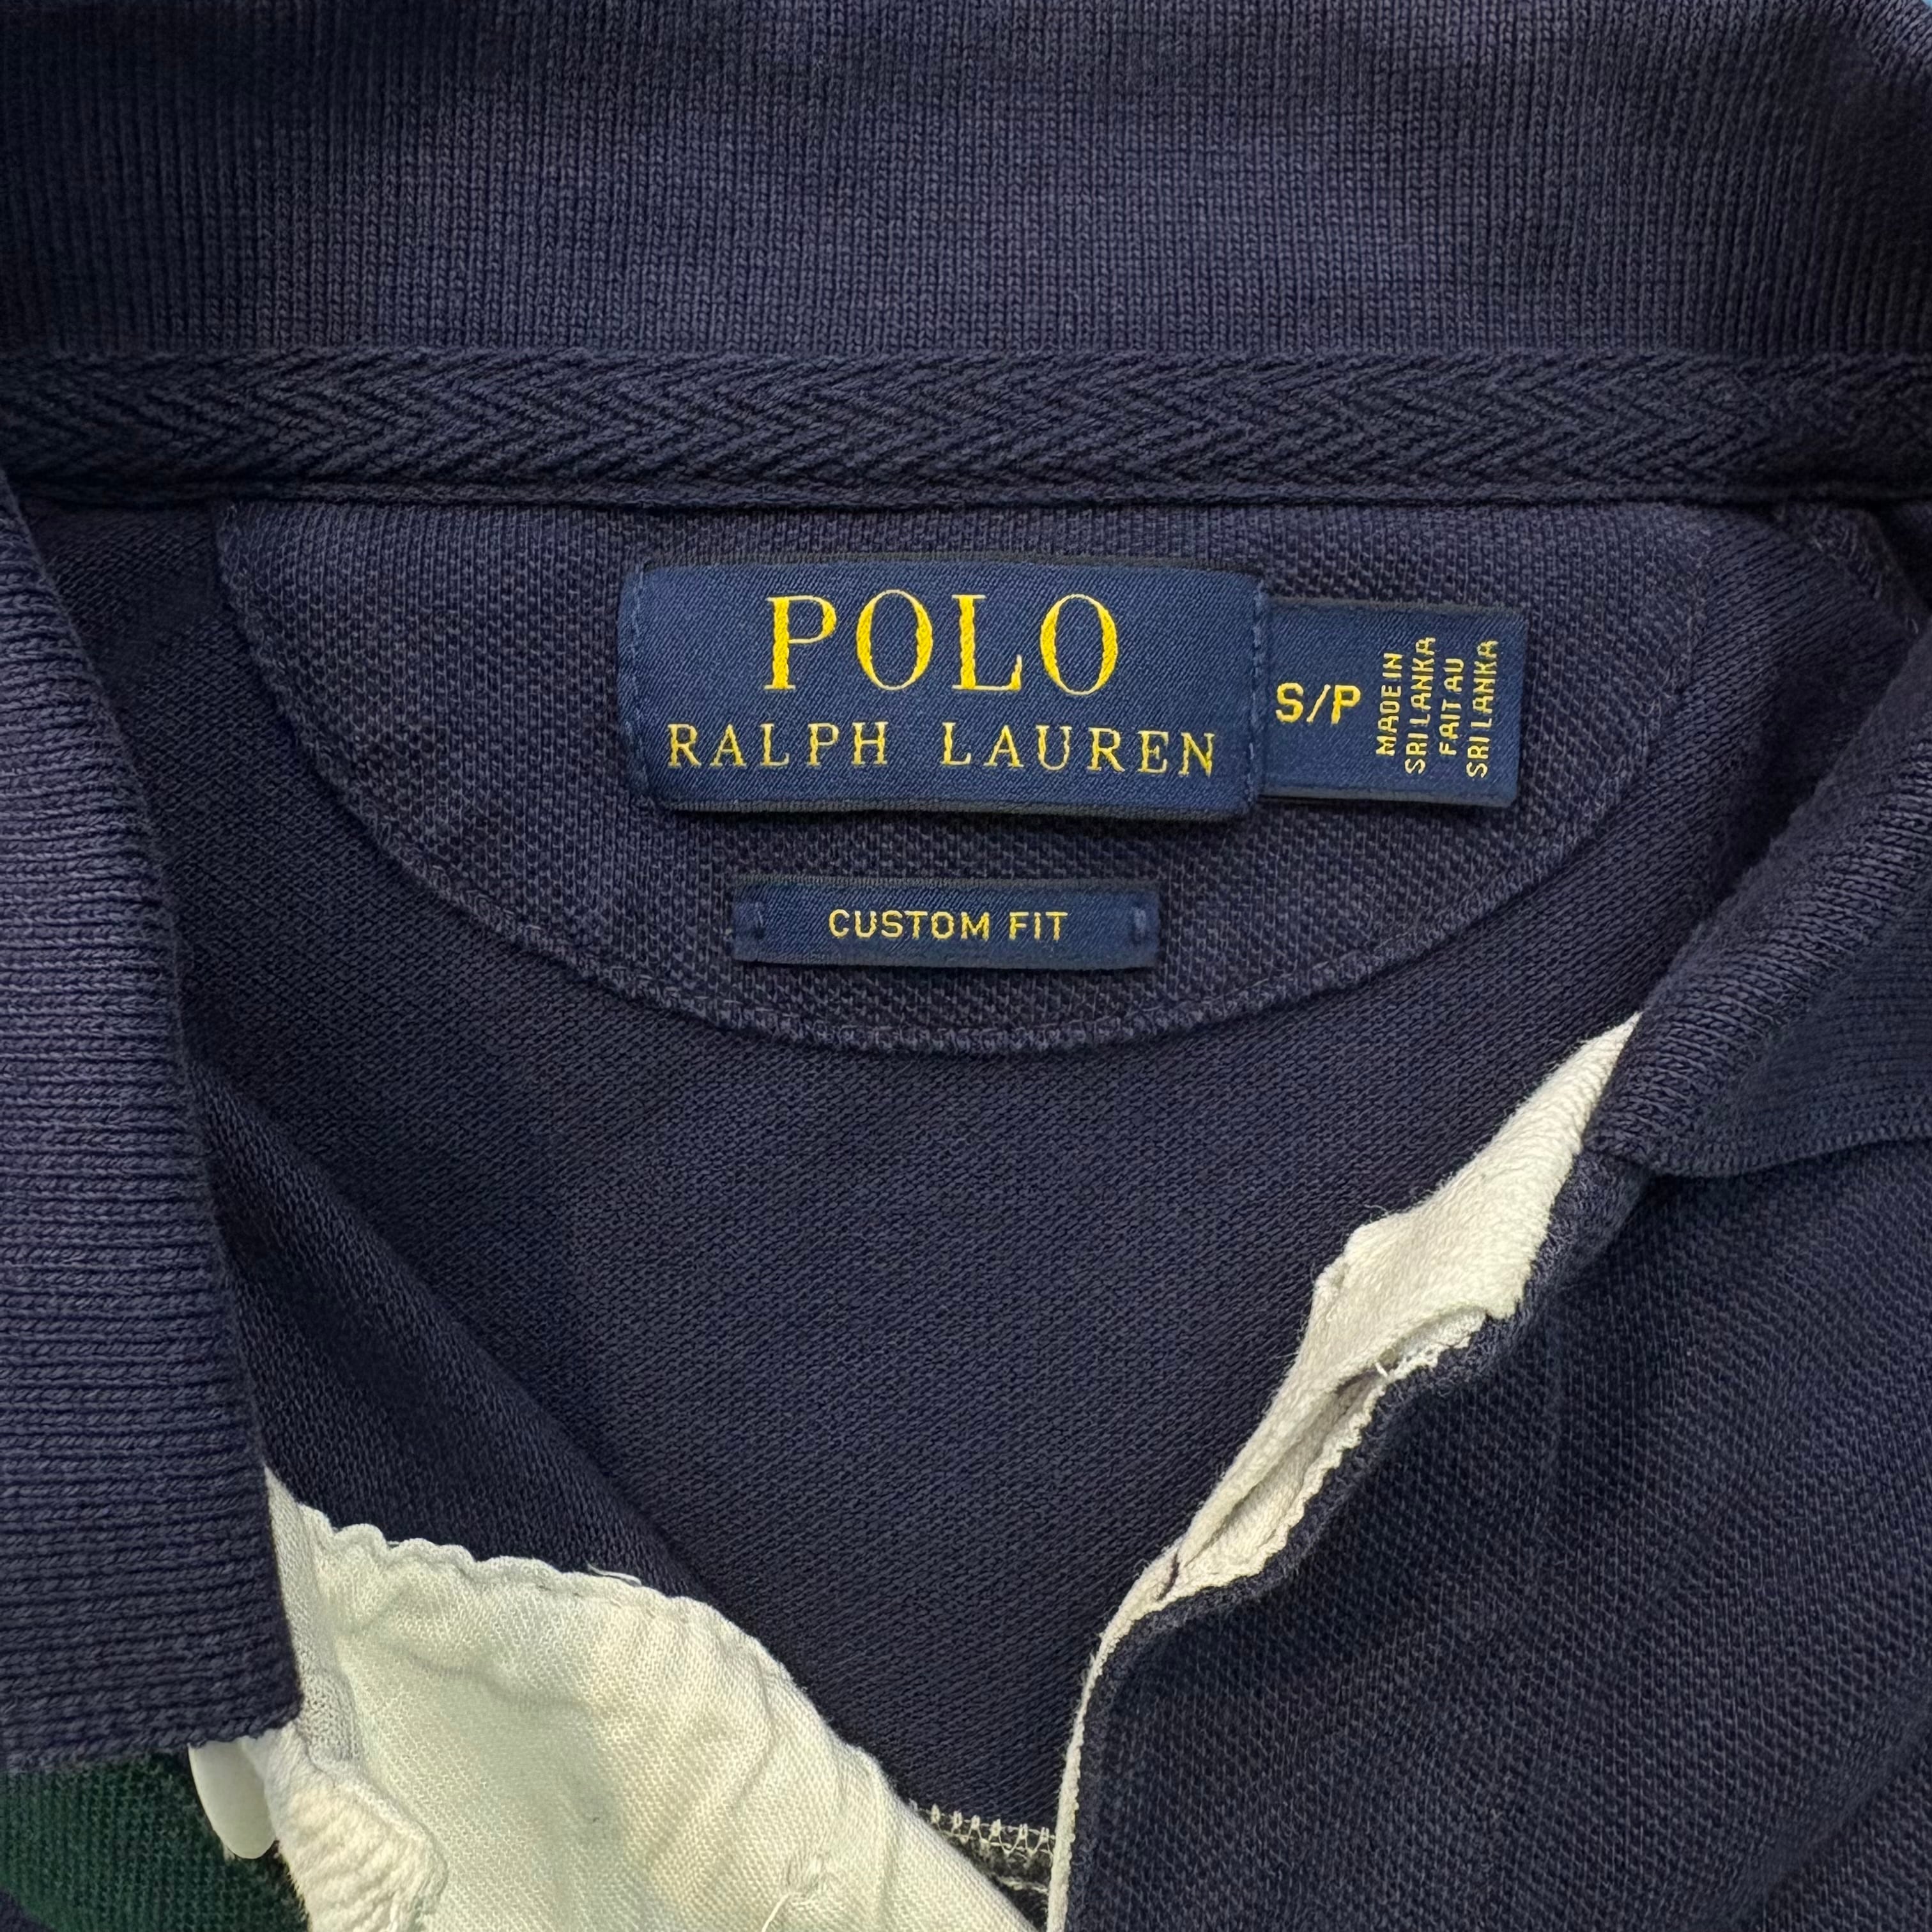 POLO
RALPH LAUREN
S/P
MADE IN
SRI LANKA
FAIT AU
SRI LANKA
CUSTOM FIT